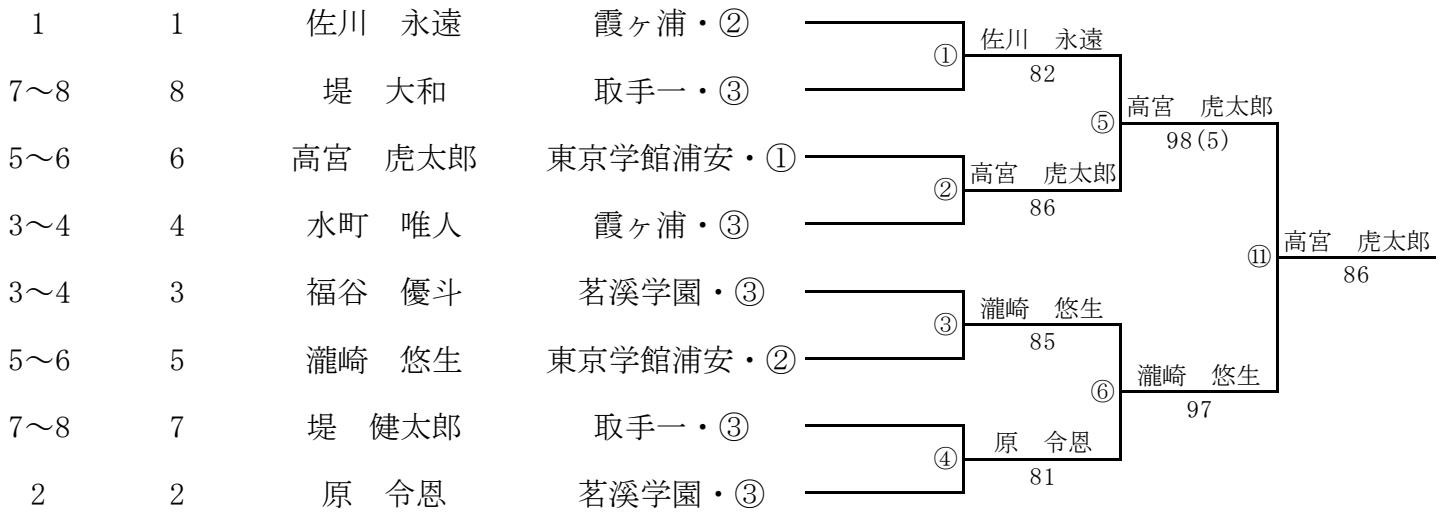 1 1 佐川 永遠 霞ヶ浦・②
① 佐川 永遠
82
7～8 8 堤 大和 取手一・③
⑤ 高宮 虎太郎
98(5)
5～6 6 高宮 虎太郎 東京学館浦安・①
② 高宮 虎太郎
86
3～4 4 水町 唯人 霞ヶ浦・③
⑪ 高宮 虎太郎
86
3～4 3 福谷 優斗 茗溪学園・③
③ 瀧崎 悠生
85
5～6 5 瀧崎 悠生 東京学館浦安・②
⑥ 瀧崎 悠生
97
7～8 7 堤 健太郎 取手一・③
④ 原 令恩
81
2 2 原 令恩 茗溪学園・③